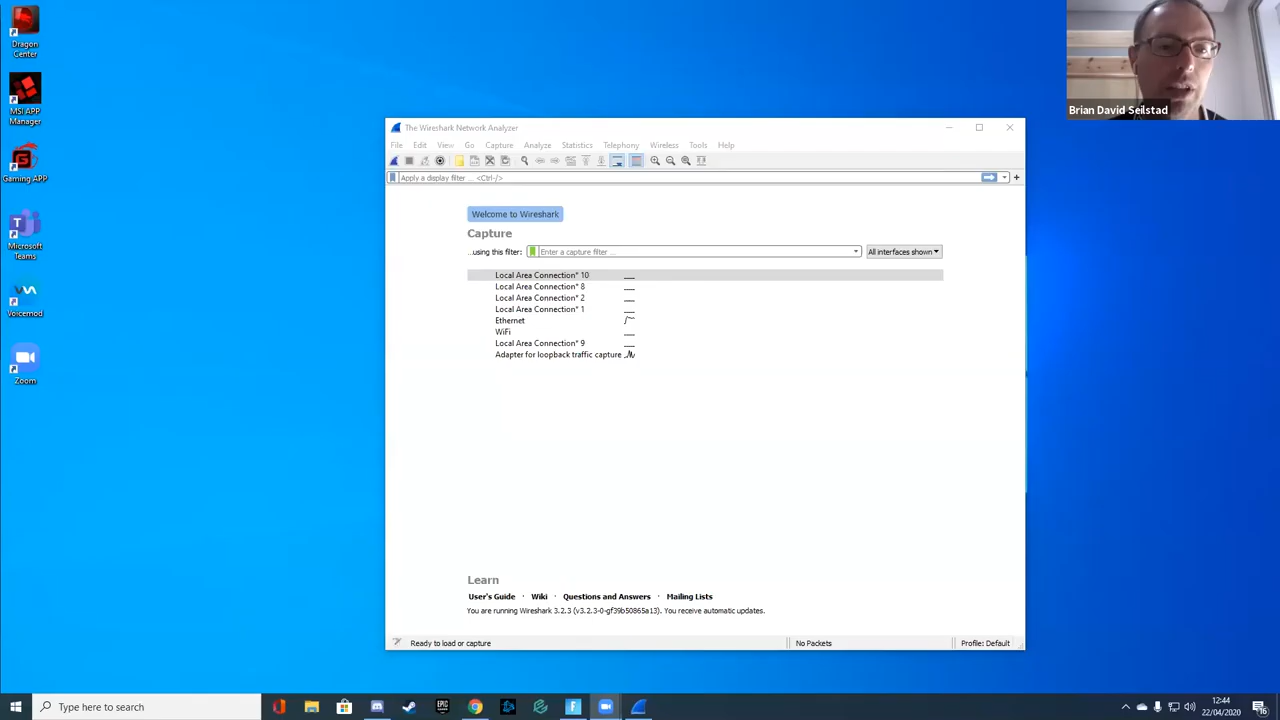 Dragon
Center
MSI APP
Manager
Gaming APP
Microsoft
Teams
Voicemod
Zoom
Brian David Seilstad
The Wireshark Network Analyzer
File Edit View Go Capture Analyze Statistics Telephony Wireless Tools Help
Apply a display filter ... <Ctrl-/>
Welcome to Wireshark
Capture
...using this filter: Enter a capture filter ... All interfaces shown
Local Area Connection* 10
Local Area Connection* 8
Local Area Connection* 2
Local Area Connection* 1
Ethernet
WiFi
Local Area Connection* 9
Adapter for loopback traffic capture
Learn
User's Guide · Wiki · Questions and Answers · Mailing Lists
You are running Wireshark 3.2.3 (v3.2.3-0-gf39b50865a13). You receive automatic updates.
Ready to load or capture No Packets Profile: Default
Type here to search
EPIC
12:44
22/04/2020